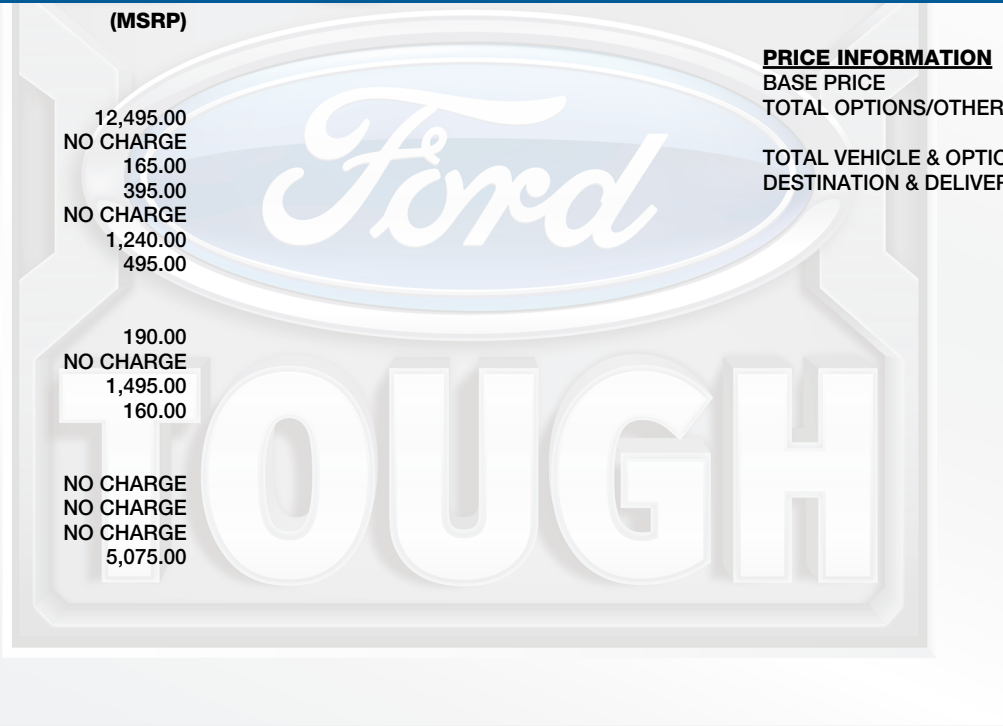 (MSRP)
12,495.00
NO CHARGE
165.00
395.00
NO CHARGE
1,240.00
495.00
190.00
NO CHARGE
1,495.00
160.00
NO CHARGE
NO CHARGE
NO CHARGE
5,075.00
PRICE INFORMATION
BASE PRICE
TOTAL OPTIONS/OTHER
TOTAL VEHICLE & OPTIO
DESTINATION & DELIVER
Ford
TOUGH